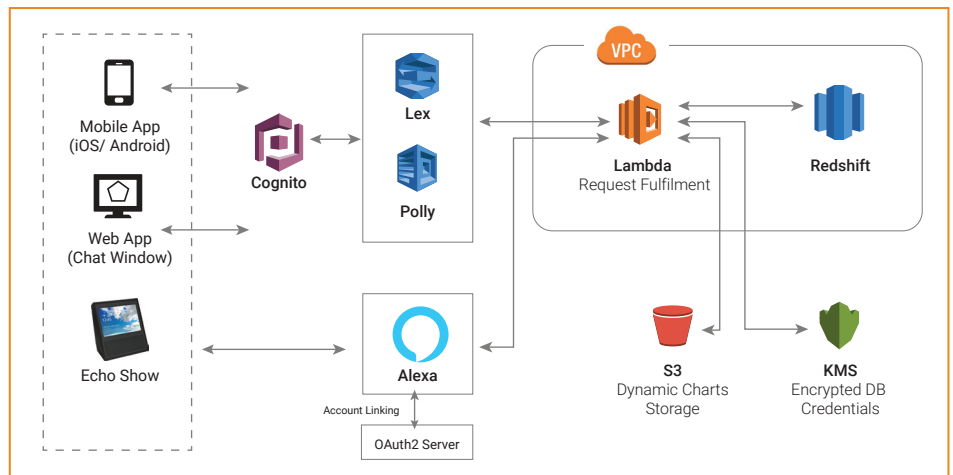 VPC
Mobile App
(iOS/ Android)
Web App
(Chat Window)
Echo Show
Cognito
Lex
Polly
Alexa
Account Linking
OAuth2 Server
Lambda
Request Fulfilment
Redshift
S3
Dynamic Charts
Storage
KMS
Encrypted DB
Credentials